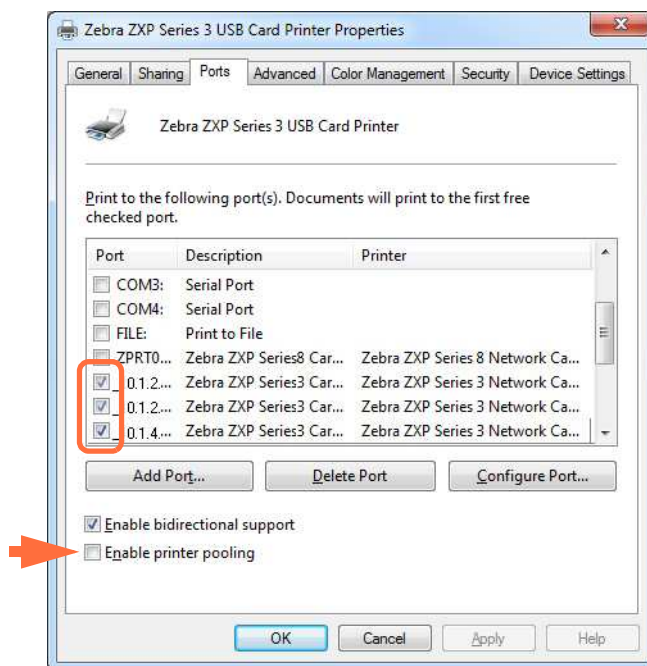 Zebra ZXP Series 3 USB Card Printer Properties
General Sharing Ports Advanced Color Management Security Device Settings
Zebra ZXP Series 3 USB Card Printer
Print to the following port(s). Documents will print to the first free
checked port.
Port Description Printer
COM3: Serial Port
COM4: Serial Port
FILE: Print to File
ZPRT0... Zebra ZXP Series8 Car... Zebra ZXP Series 8 Network Ca...
_ 0.1.2... Zebra ZXP Series3 Car... Zebra ZXP Series 3 Network Ca...
_ 0.1.2... Zebra ZXP Series3 Car... Zebra ZXP Series 3 Network Ca...
_ 0.1.4... Zebra ZXP Series3 Car... Zebra ZXP Series 3 Network Ca...
Add Port... Delete Port Configure Port...
Enable bidirectional support
Enable printer pooling
OK Cancel Apply Help